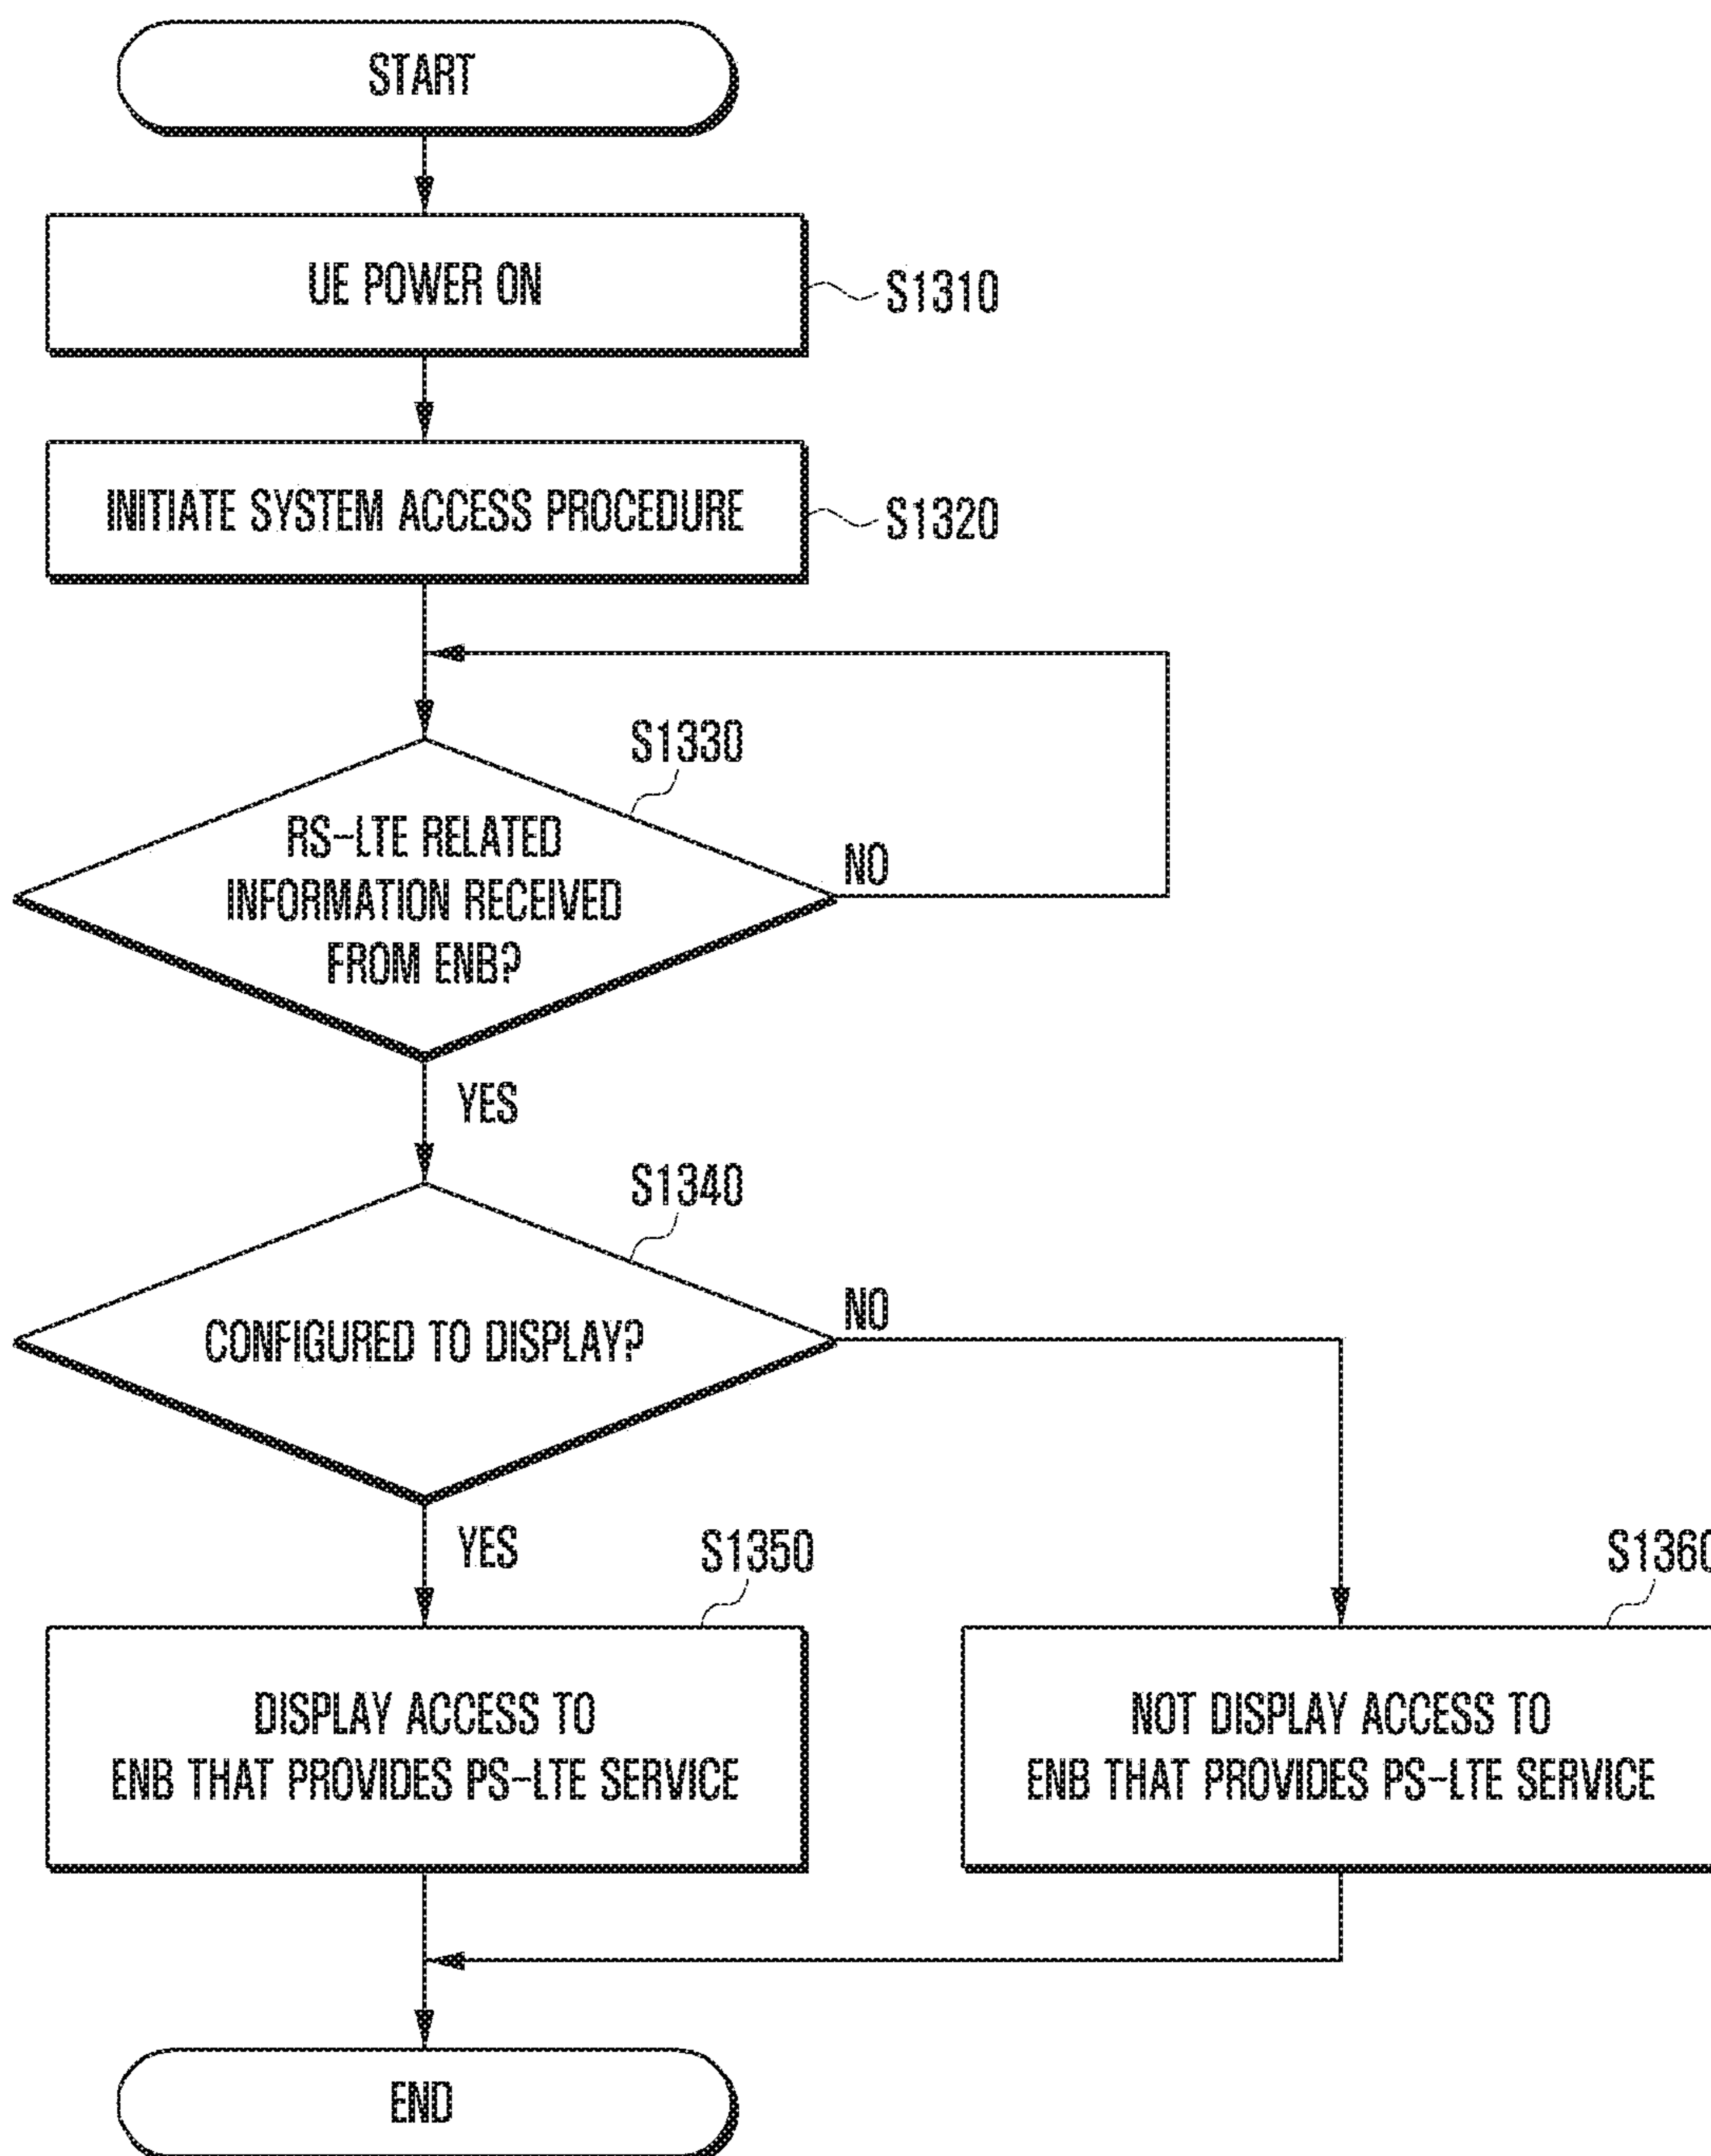 START
UE POWER ON
S1310
INITIATE SYSTEM ACCESS PROCEDURE
S1320
S1330
RS-LTE RELATED
INFORMATION RECEIVED
FROM ENB?
NO
YES
S1340
CONFIGURED TO DISPLAY?
NO
YES
S1350
DISPLAY ACCESS TO
ENB THAT PROVIDES PS-LTE SERVICE
S1360
NOT DISPLAY ACCESS TO
ENB THAT PROVIDES PS-LTE SERVICE
END